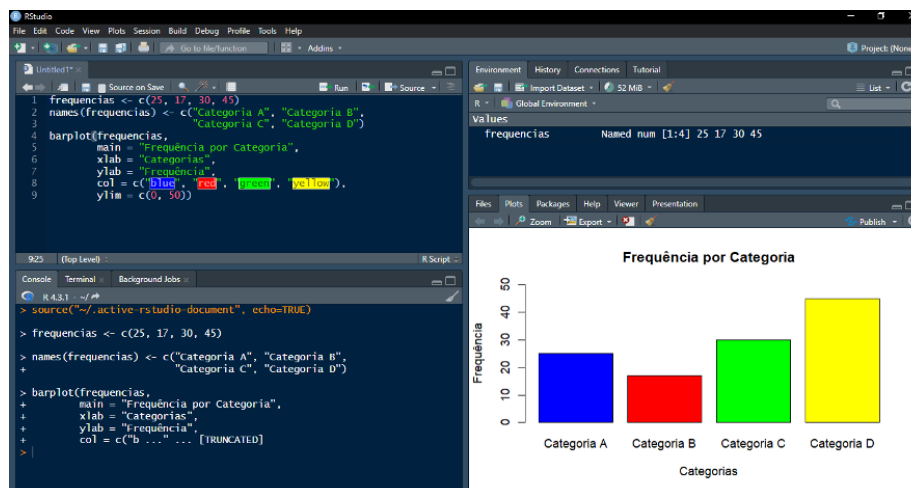 RStudio
File Edit Code View Plots Session Build Debug Profile Tools Help
Go to file/function Addins Project: (None
Untitled1*
Source on Save Run Source
1 frequencias <- c(25, 17, 30, 45)
2 names(frequencias) <- c("Categoria A", "Categoria B",
"Categoria C", "Categoria D")
4 barplot(frequencias,
5 main = "Frequência por Categoria",
6 xlab = "Categorias",
7 ylab = "Frequência",
8 col = c("blue", "red", "green", "yellow"),
9 ylim = c(0, 50))
9:25 (Top Level) R Script
Console Terminal Background Jobs
R 4.3.1 · ~/
> source("~/.active-rstudio-document", echo=TRUE)
> frequencias <- c(25, 17, 30, 45)
> names(frequencias) <- c("Categoria A", "Categoria B",
+ "Categoria C", "Categoria D")
> barplot(frequencias,
+ main = "Frequência por Categoria",
+ xlab = "Categorias",
+ ylab = "Frequência",
+ col = c("b ..." ... [TRUNCATED]
>
Environment History Connections Tutorial
Import Dataset 52 MiB List
R Global Environment
Values
frequencias Named num [1:4] 25 17 30 45
Files Plots Packages Help Viewer Presentation
Zoom Export Publish
Frequência por Categoria
Frequência
50
40
30
20
10
0
Categoria A Categoria B Categoria C Categoria D
Categorias